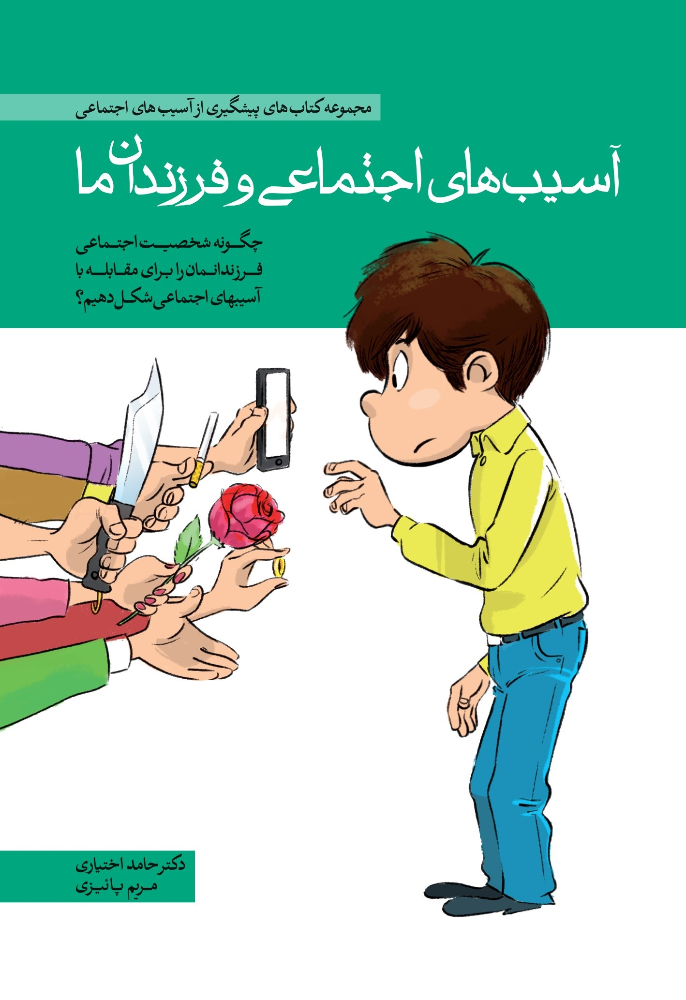 مجموعه کتاب‌های پیشگیری از آسیب‌های اجتماعی
آسیب‌های اجتماعی و فرزندان ما
چگونه شخصیت اجتماعی
فرزندانمان را برای مقابله با
آسیبهای اجتماعی شکل دهیم؟
دکتر حامد اختیاری
مریم پائیزی